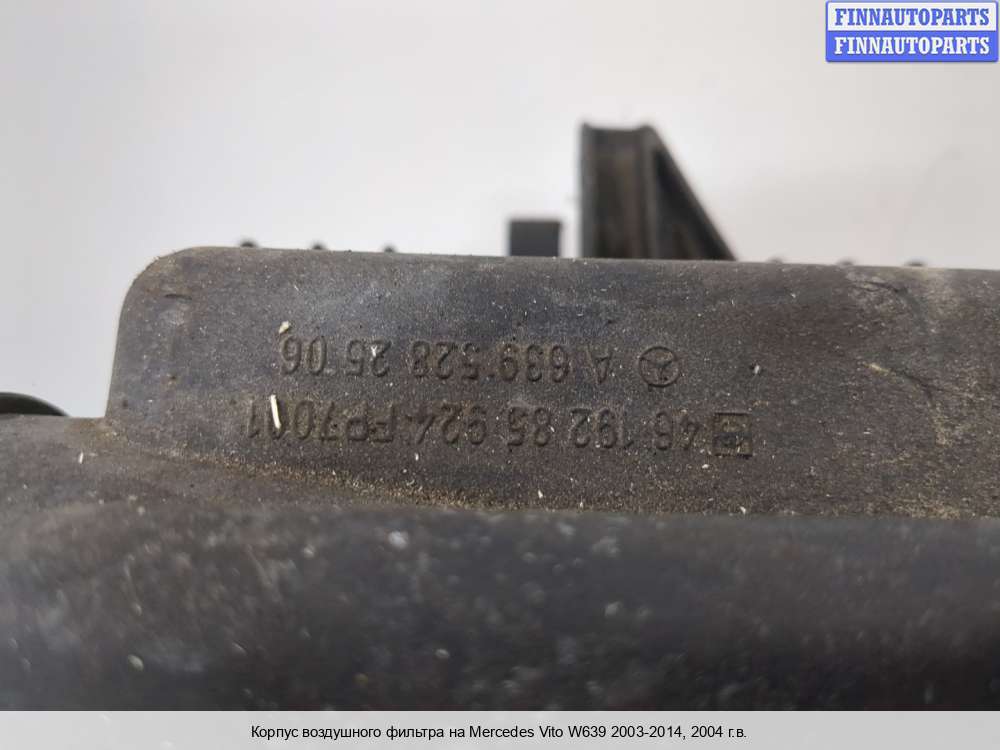 FINNAUTOPARTS
FINNAUTOPARTS
46 192 85 924
A 639 528 25 06
Корпус воздушного фильтра на Mercedes Vito W639 2003-2014, 2004 г.в.